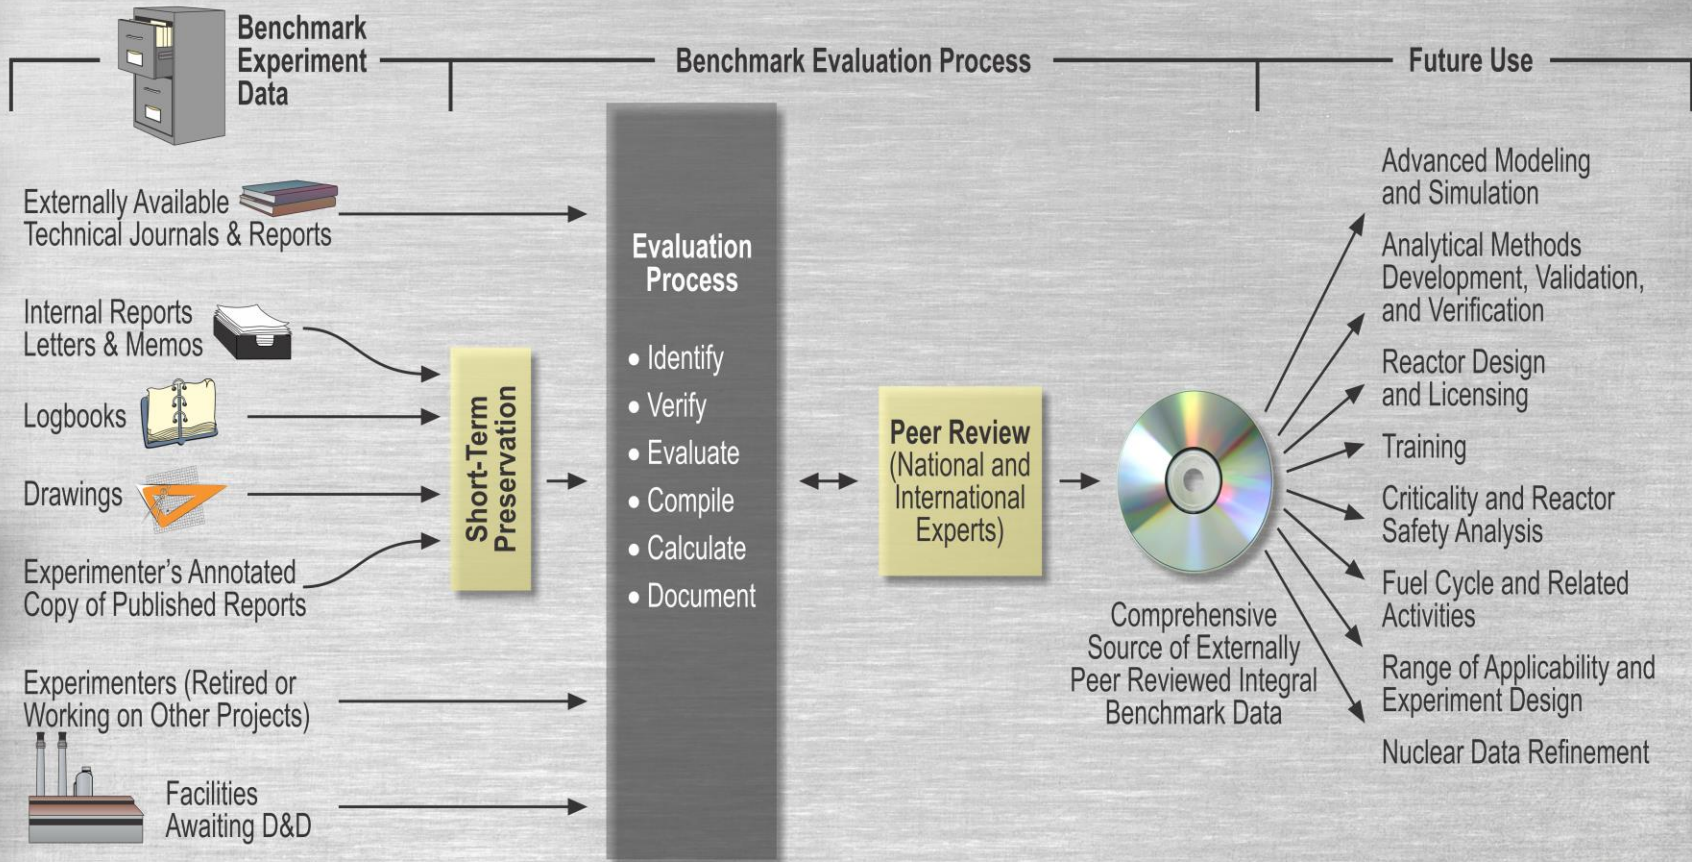 Benchmark
Experiment
Data
Benchmark Evaluation Process
Future Use
Externally Available
Technical Journals & Reports
Internal Reports
Letters & Memos
Logbooks
Drawings
Experimenter's Annotated
Copy of Published Reports
Experimenters (Retired or
Working on Other Projects)
Facilities
Awaiting D&D
Short-Term
Preservation
Evaluation
Process
• Identify
• Verify
• Evaluate
• Compile
• Calculate
• Document
Peer Review
(National and
International
Experts)
Comprehensive
Source of Externally
Peer Reviewed Integral
Benchmark Data
Advanced Modeling
and Simulation
Analytical Methods
Development, Validation,
and Verification
Reactor Design
and Licensing
Training
Criticality and Reactor
Safety Analysis
Fuel Cycle and Related
Activities
Range of Applicability and
Experiment Design
Nuclear Data Refinement